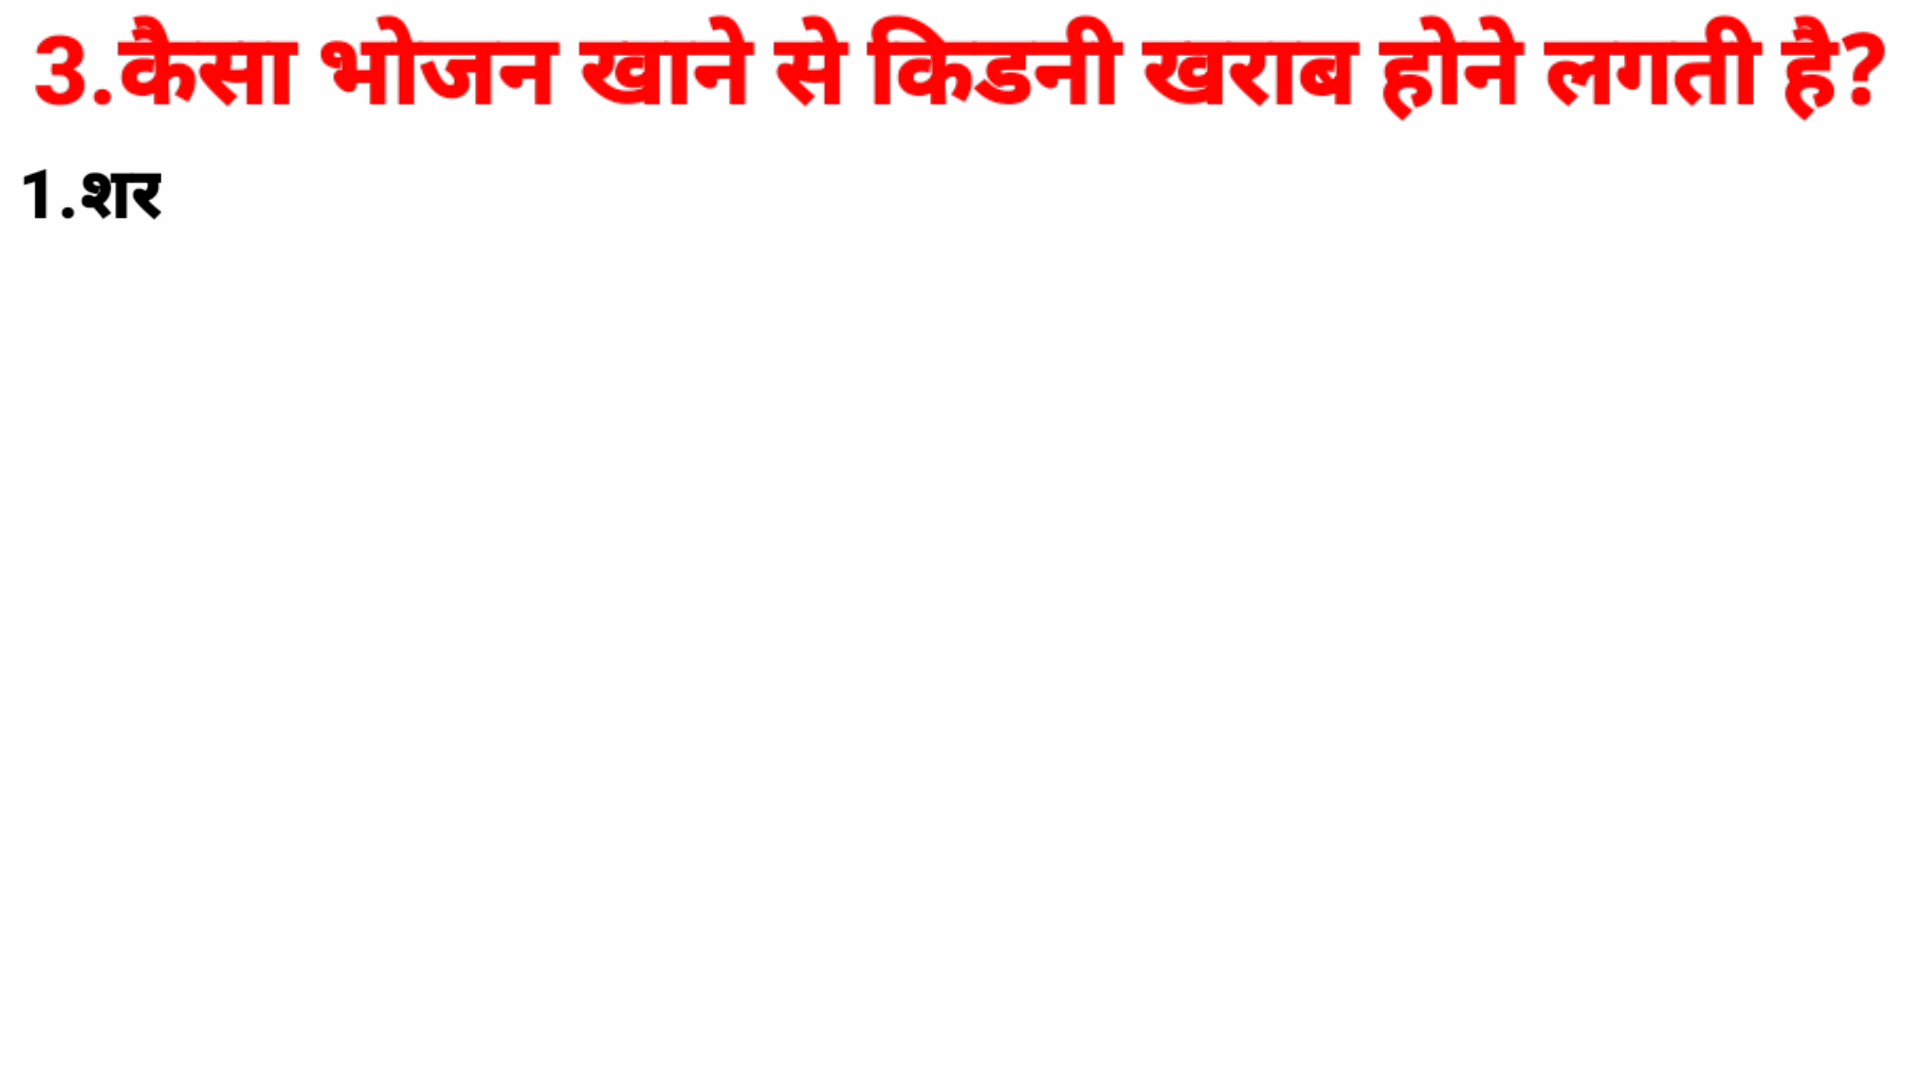 3.कैसा भोजन खाने से किडनी खराब होने लगती है?
1.शर